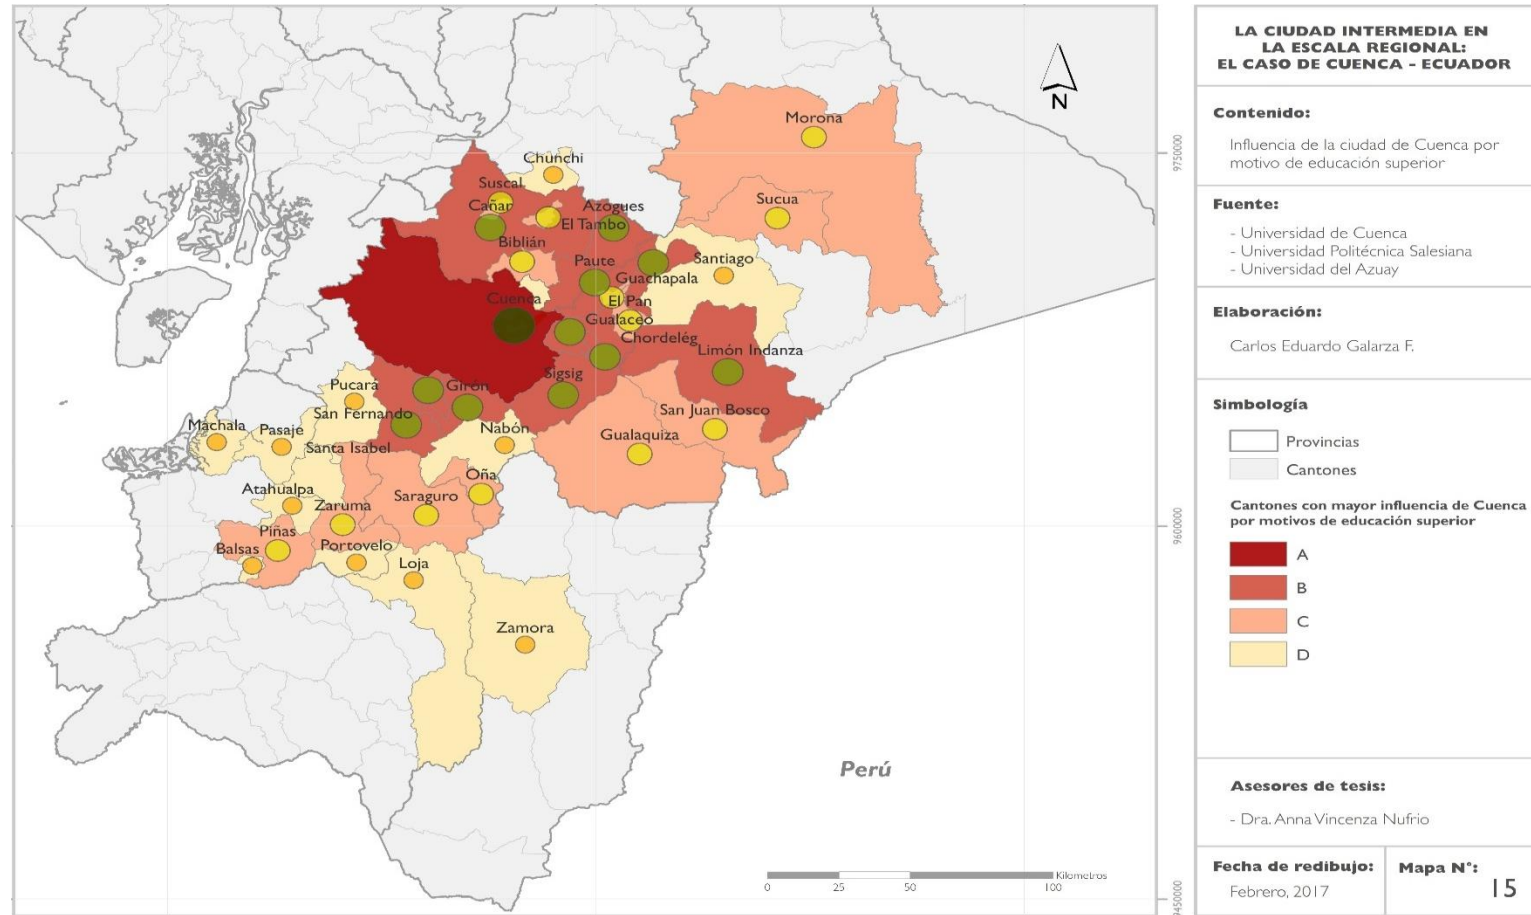 N
Morona
Chunchi
Suscal
Cañar
Azogues
El Tambo
Sucua
Biblián
Paute
Santiago
Guachapala
Cuenca
El Pan
Gualaceo
Chordelég
Limón Indanza
Sigsig
Pucará
Girón
San Fernando
San Juan Bosco
Machala
Pasaje
Santa Isabel
Nabón
Gualaquiza
Oña
Atahualpa
Zaruma
Saraguro
Piñas
Balsas
Portovelo
Loja
Zamora
Perú
0 25 50 100
Kilometros
9750000
9600000
9450000
LA CIUDAD INTERMEDIA EN
LA ESCALA REGIONAL:
EL CASO DE CUENCA - ECUADOR
Contenido:
Influencia de la ciudad de Cuenca por
motivo de educación superior
Fuente:
- Universidad de Cuenca
- Universidad Politécnica Salesiana
- Universidad del Azuay
Elaboración:
Carlos Eduardo Galarza F.
Simbología
Provincias
Cantones
Cantones con mayor influencia de Cuenca
por motivos de educación superior
A
B
C
D
Asesores de tesis:
- Dra. Anna Vincenza Nufrio
Fecha de redibujo:
Febrero, 2017
Mapa N°:
15